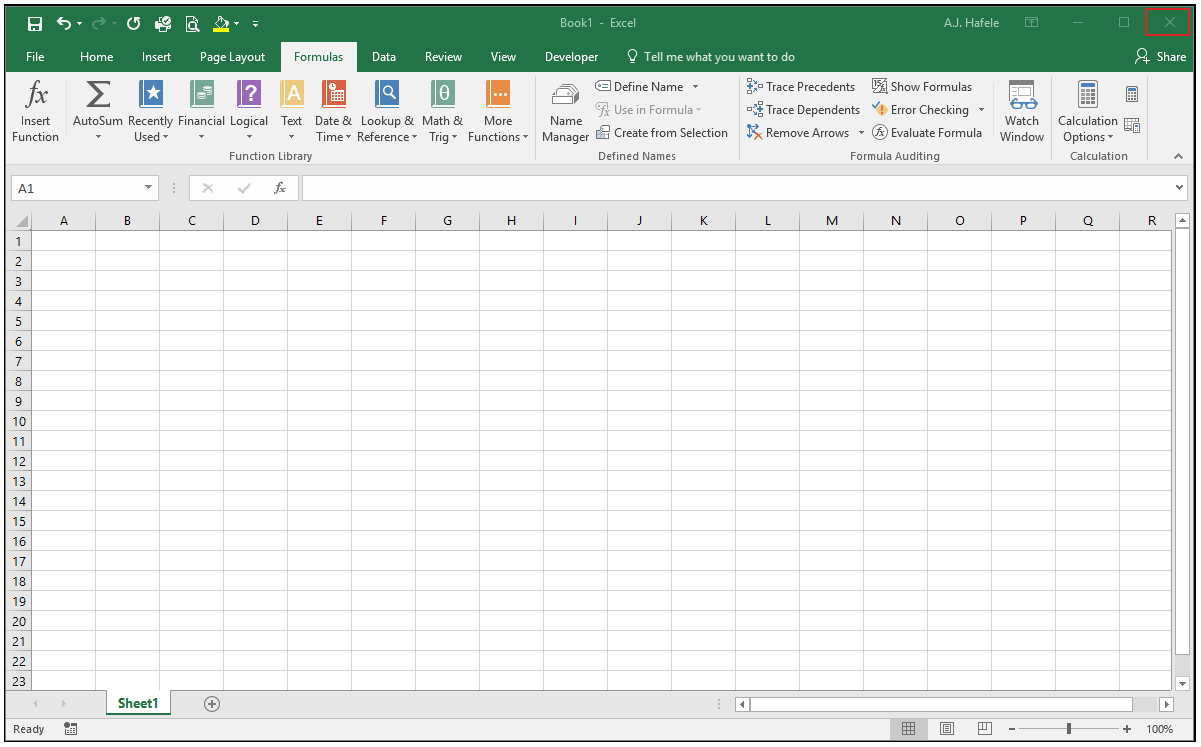 Book1 - Excel
A.J. Hafele
File Home Insert Page Layout Formulas Data Review View Developer Tell me what you want to do Share
fx Insert Function
Σ AutoSum
Recently Used
Financial
? Logical
A Text
Date & Time
Lookup & Reference
θ Math & Trig
More Functions
Function Library
Name Manager
Define Name
Use in Formula
Create from Selection
Defined Names
Trace Precedents
Trace Dependents
Remove Arrows
Show Formulas
Error Checking
Evaluate Formula
Formula Auditing
Watch Window
Calculation Options
Calculation
A1
fx
A B C D E F G H I J K L M N O P Q R
1
2
3
4
5
6
7
8
9
10
11
12
13
14
15
16
17
18
19
20
21
22
23
Sheet1
Ready
100%